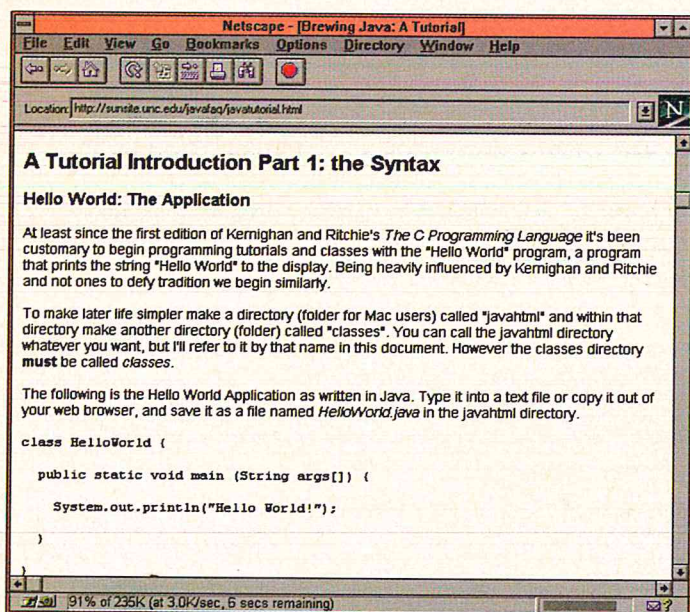 Netscape - [Brewing Java: A Tutorial]
File Edit View Go Bookmarks Options Directory Window Help
Location: http://sunsite.unc.edu/javafaq/javatutorial.html
N
A Tutorial Introduction Part 1: the Syntax
Hello World: The Application
At least since the first edition of Kernighan and Ritchie's The C Programming Language it's been
customary to begin programming tutorials and classes with the "Hello World" program, a program
that prints the string "Hello World" to the display. Being heavily influenced by Kernighan and Ritchie
and not ones to defy tradition we begin similarly.
To make later life simpler make a directory (folder for Mac users) called "javahtml" and within that
directory make another directory (folder) called "classes". You can call the javahtml directory
whatever you want, but I'll refer to it by that name in this document. However the classes directory
must be called classes.
The following is the Hello World Application as written in Java. Type it into a text file or copy it out of
your web browser, and save it as a file named HelloWorld.java in the javahtml directory.
class HelloWorld {
public static void main (String args[]) {
System.out.println("Hello World!");
}
}
91% of 235K (at 3.0K/sec, 6 secs remaining)
?